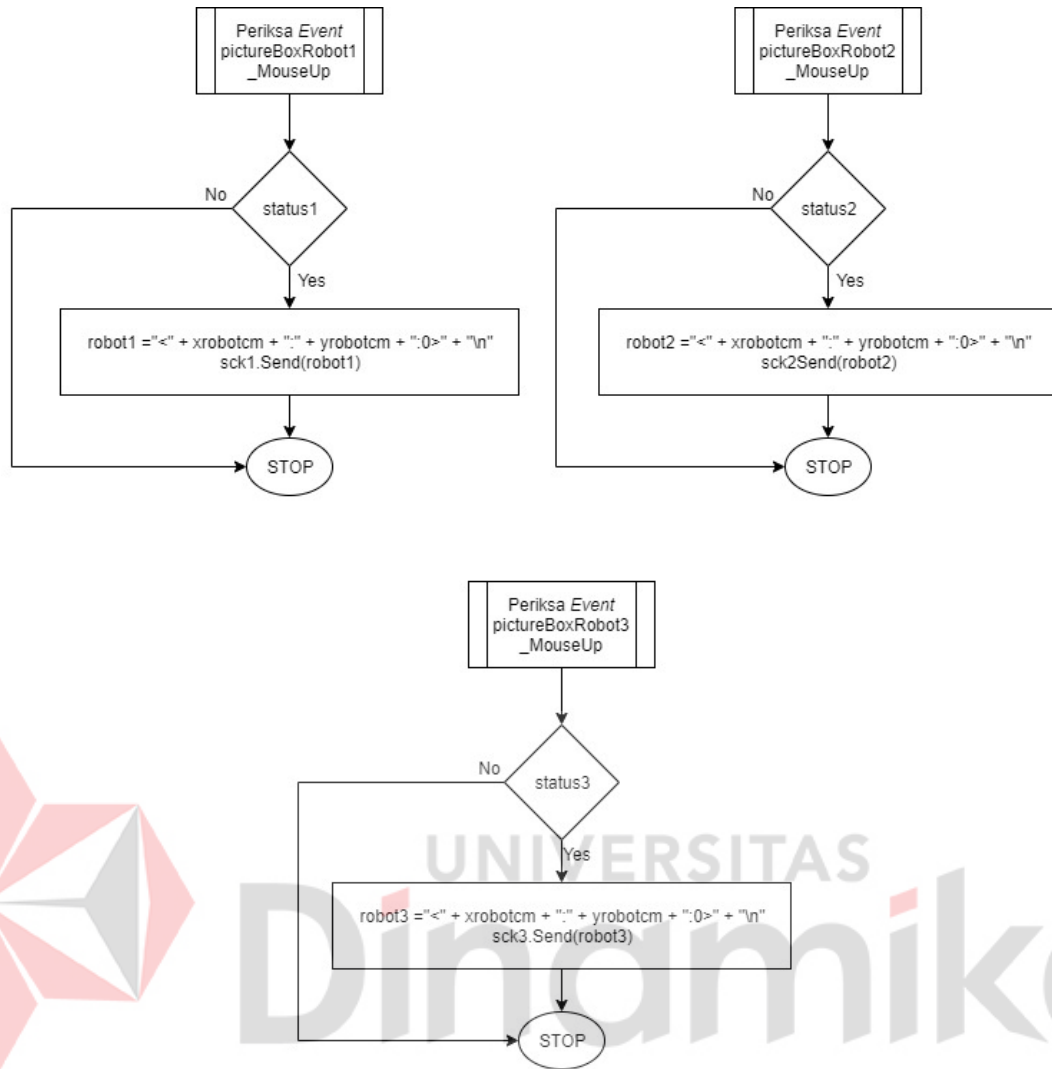 Periksa Event
pictureBoxRobot1
_MouseUp
No
status1
Yes
robot1 ="<" + xrobotcm + ":" + yrobotcm + ":0>" + "\n"
sck1.Send(robot1)
STOP
Periksa Event
pictureBoxRobot2
_MouseUp
No
status2
Yes
robot2 ="<" + xrobotcm + ":" + yrobotcm + ":0>" + "\n"
sck2Send(robot2)
STOP
Periksa Event
pictureBoxRobot3
_MouseUp
No
status3
Yes
robot3 ="<" + xrobotcm + ":" + yrobotcm + ":0>" + "\n"
sck3.Send(robot3)
STOP
UNIVERSITAS
Dinamika